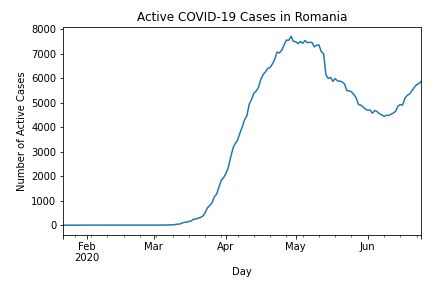 Active COVID-19 Cases in Romania
8000
7000
6000
5000
4000
3000
2000
1000
0
Number of Active Cases
Feb Mar Apr May Jun
2020
Day